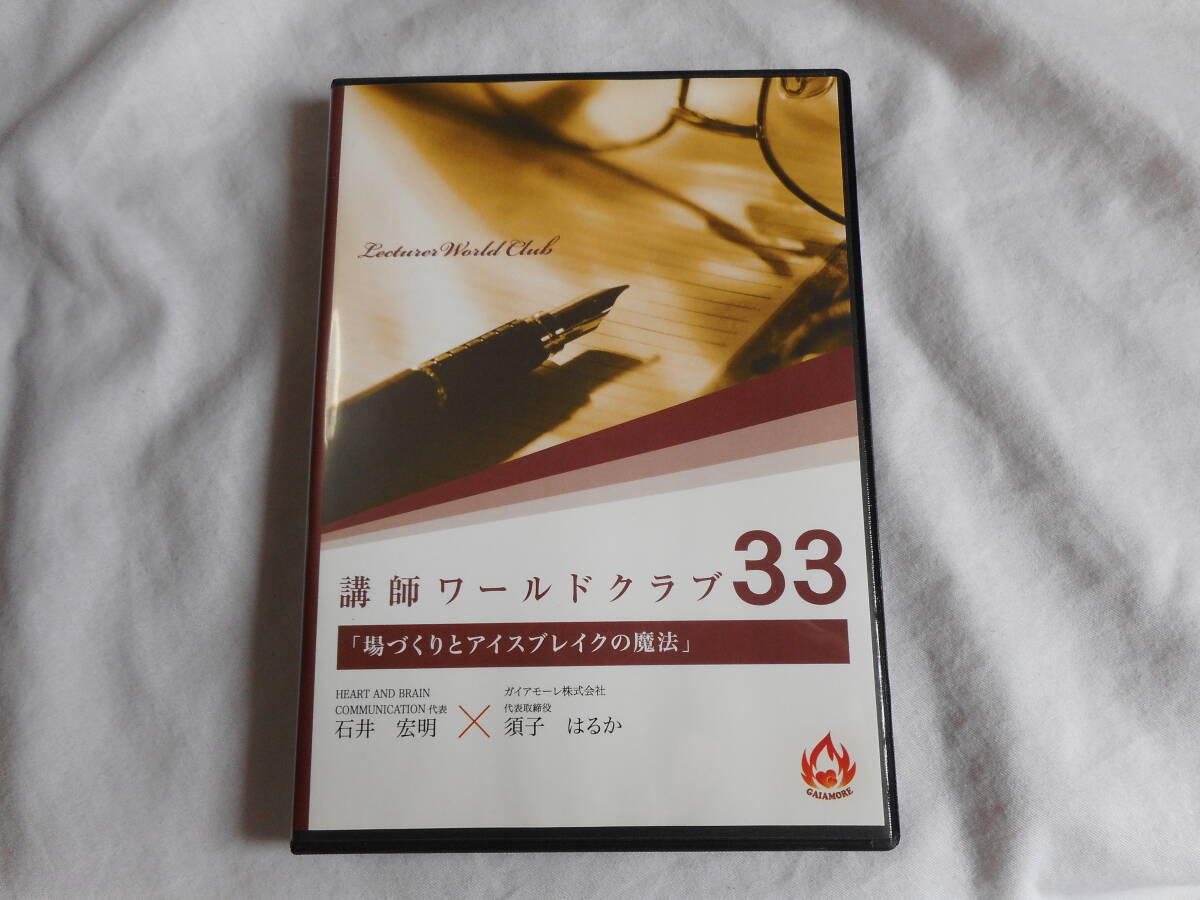 Lecturer World Club
講師ワールドクラブ33
「場づくりとアイスブレイクの魔法」
HEART AND BRAIN
COMMUNICATION 代表
石井 宏明
×
ガイアモーレ株式会社
代表取締役
須子 はるか
GAIAMORE